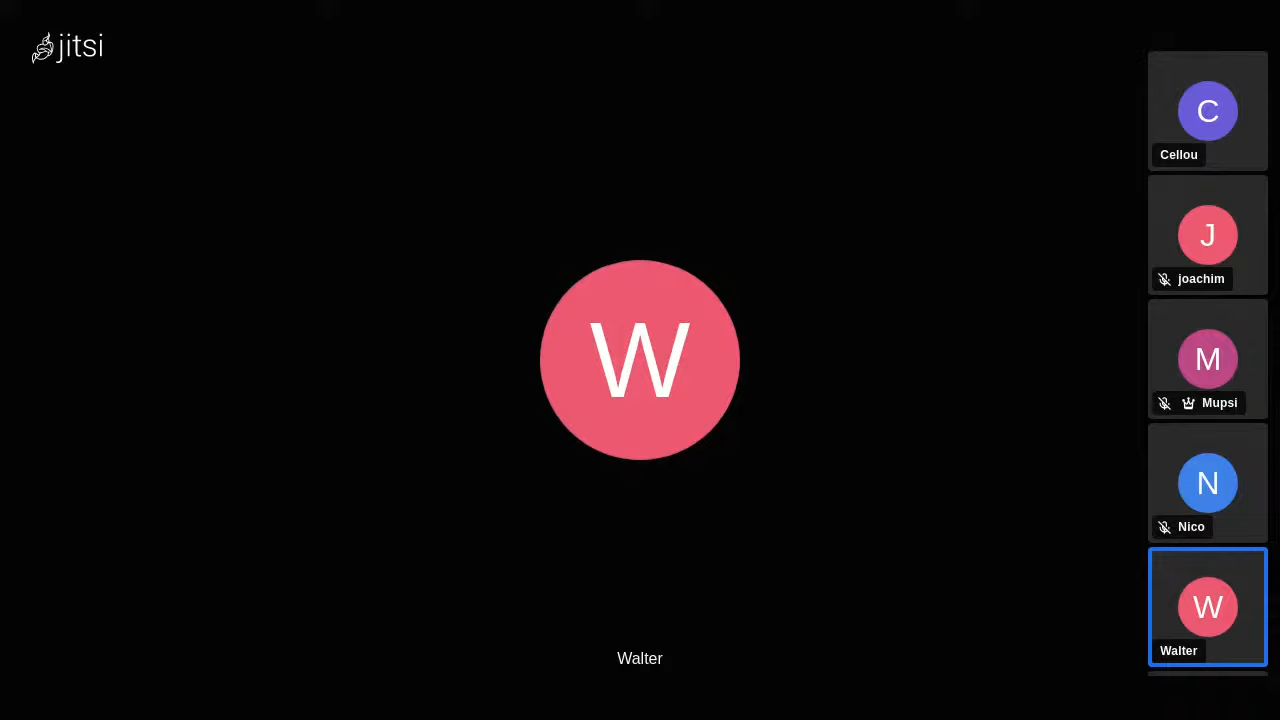 jitsi
C
Cellou
J
joachim
M
Mupsi
N
Nico
W
Walter
W
Walter